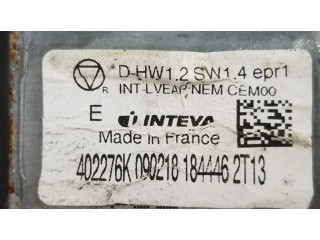 D-HW1.2 SW1.4 epr1
R INT-LVEAP-NEM CEM00
E INTEVA
Made in France
402276K 090218 184446 2T13